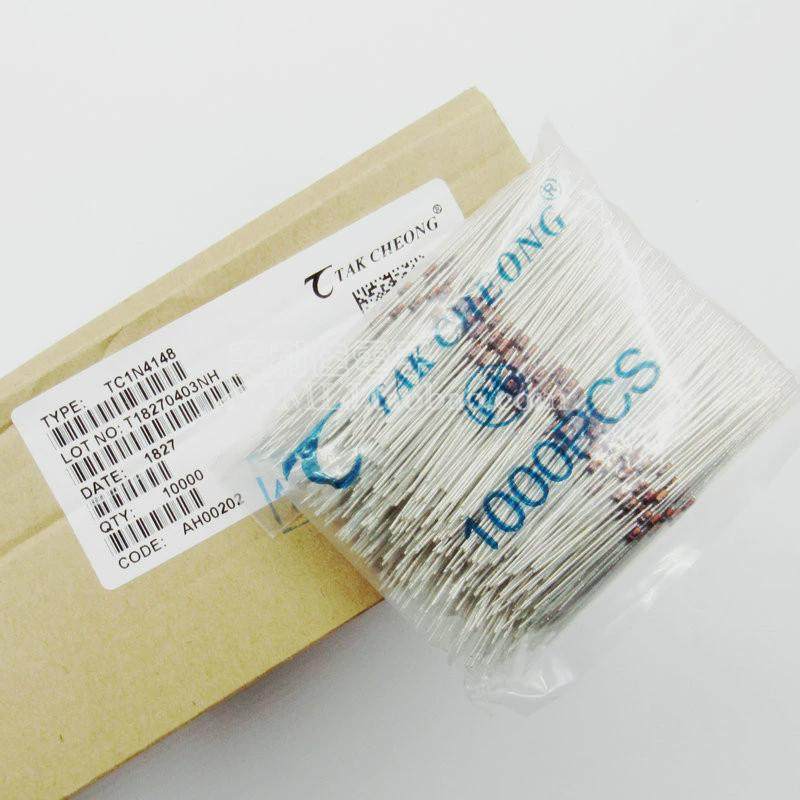 TAK CHEONG®
TYPE: TC1N4148
LOT NO: T18270403NH
DATE: 1827
QTY: 10000
CODE: AH00202
TAK CHEONG®
1000PCS